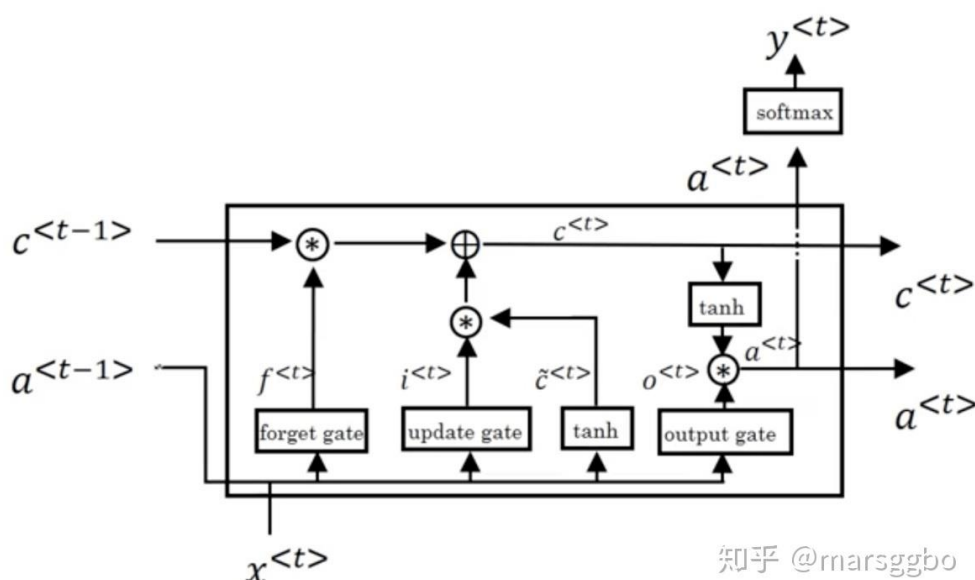 y<t>
softmax
a<t>
c<t-1>
c<t>
c<t>
tanh
a<t-1>
f<t>
i<t>
c̃<t>
o<t>
a<t>
a<t>
forget gate
update gate
tanh
output gate
x<t>
知乎 @marsggbo